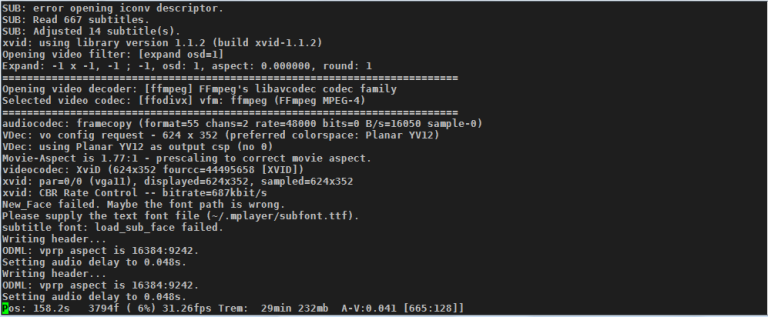 SUB: error opening iconv descriptor.
SUB: Read 667 subtitles.
SUB: Adjusted 14 subtitle(s).
xvid: using library version 1.1.2 (build xvid-1.1.2)
Opening video filter: [expand osd=1]
Expand: -1 x -1, -1 ; -1, osd: 1, aspect: 0.000000, round: 1
==========================================================================
Opening video decoder: [ffmpeg] FFmpeg's libavcodec codec family
Selected video codec: [ffodivx] vfm: ffmpeg (FFmpeg MPEG-4)
==========================================================================
audiocodec: framecopy (format=55 chans=2 rate=48000 bits=0 B/s=16050 sample-0)
VDec: vo config request - 624 x 352 (preferred colorspace: Planar YV12)
VDec: using Planar YV12 as output csp (no 0)
Movie-Aspect is 1.77:1 - prescaling to correct movie aspect.
videocodec: XviD (624x352 fourcc=44495658 [XVID])
xvid: par=0/0 (vga11), displayed=624x352, sampled=624x352
xvid: CBR Rate Control -- bitrate=687kbit/s
New_Face failed. Maybe the font path is wrong.
Please supply the text font file (~/.mplayer/subfont.ttf).
subtitle font: load_sub_face failed.
Writing header...
ODML: vprp aspect is 16384:9242.
Setting audio delay to 0.048s.
Writing header...
ODML: vprp aspect is 16384:9242.
Setting audio delay to 0.048s.
Pos: 158.2s   3794f ( 6%) 31.26fps Trem:  29min 232mb  A-V:0.041 [665:128]]